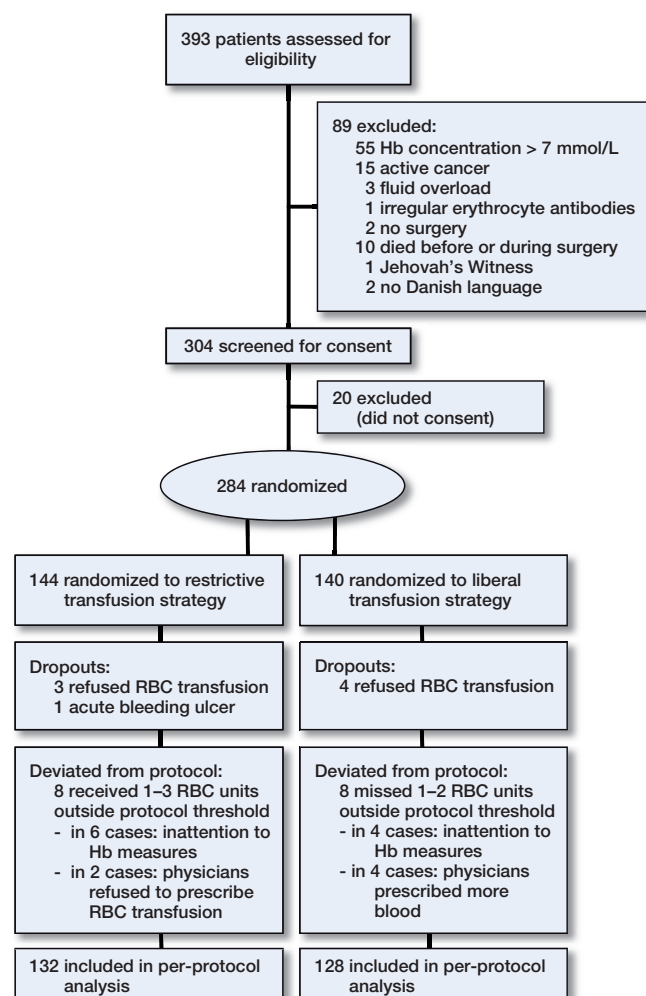 393 patients assessed for
eligibility
89 excluded:
55 Hb concentration > 7 mmol/L
15 active cancer
3 fluid overload
1 irregular erythrocyte antibodies
2 no surgery
10 died before or during surgery
1 Jehovah's Witness
2 no Danish language
304 screened for consent
20 excluded
(did not consent)
284 randomized
144 randomized to restrictive
transfusion strategy
140 randomized to liberal
transfusion strategy
Dropouts:
3 refused RBC transfusion
1 acute bleeding ulcer
Dropouts:
4 refused RBC transfusion
Deviated from protocol:
8 received 1–3 RBC units
outside protocol threshold
- in 6 cases: inattention to
Hb measures
- in 2 cases: physicians
refused to prescribe
RBC transfusion
Deviated from protocol:
8 missed 1–2 RBC units
outside protocol threshold
- in 4 cases: inattention to
Hb measures
- in 4 cases: physicians
prescribed more
blood
132 included in per-protocol
analysis
128 included in per-protocol
analysis